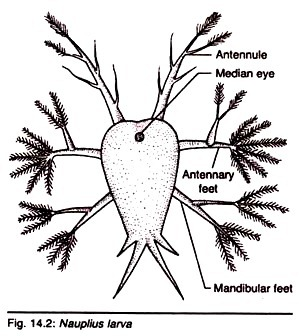 Antennule
Median eye
Antennary
feet
Mandibular feet
Fig. 14.2: Nauplius larva